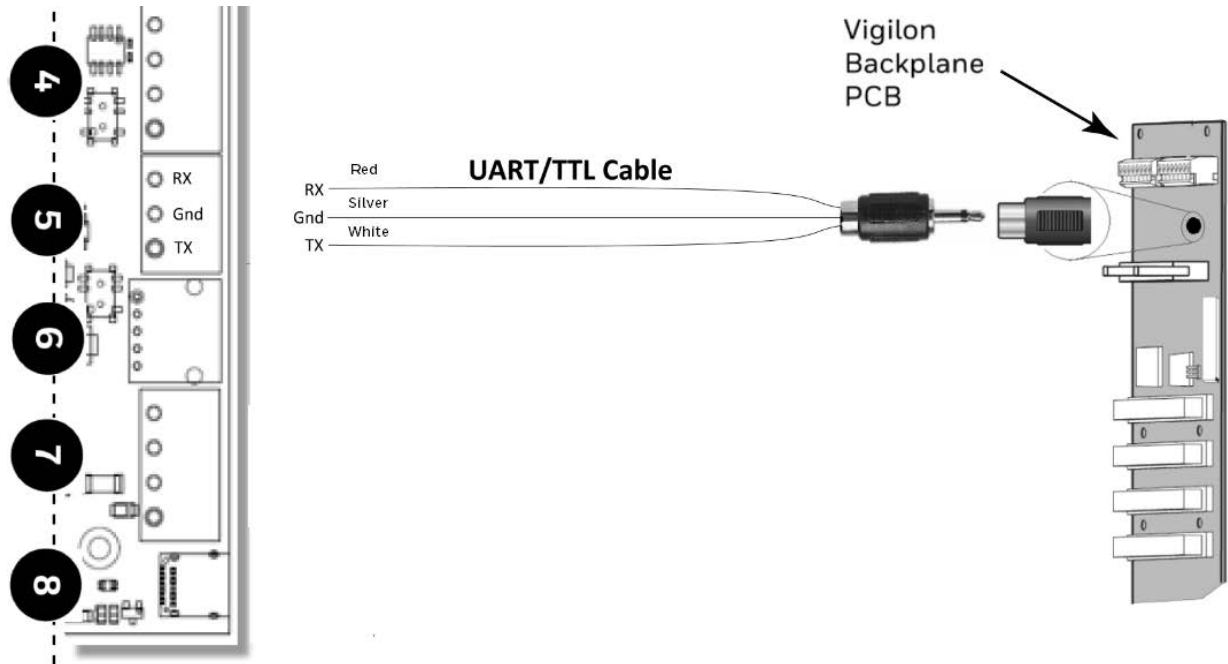 4
5
6
7
8
RX
Gnd
TX
UART/TTL Cable
Red
RX
Silver
Gnd
White
TX
Vigilon
Backplane
PCB